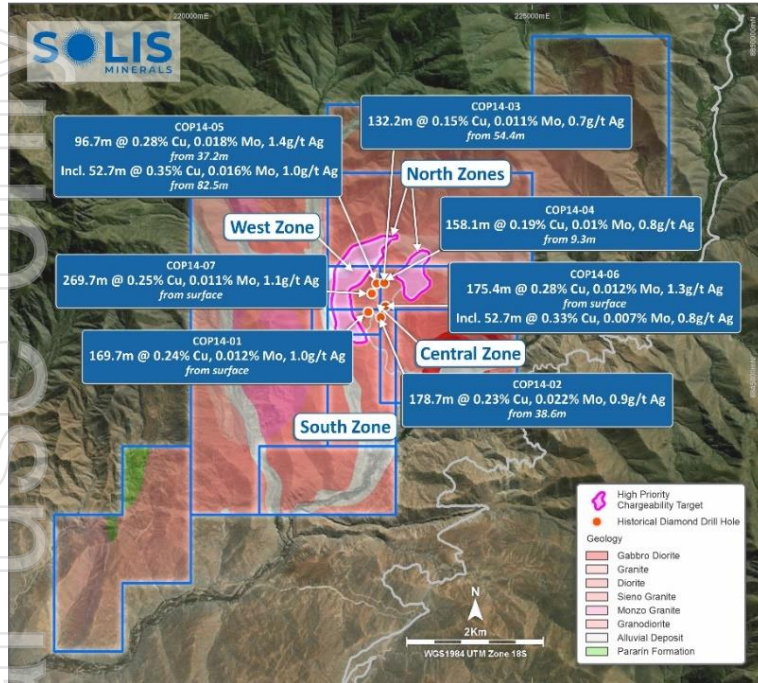 220000mE
225000mE
8850000mN
SOLIS
MINERALS
COP14-03
132.2m @ 0.15% Cu, 0.011% Mo, 0.7g/t Ag
from 54.4m
COP14-05
96.7m @ 0.28% Cu, 0.018% Mo, 1.4g/t Ag
from 37.2m
Incl. 52.7m @ 0.35% Cu, 0.016% Mo, 1.0g/t Ag
from 82.5m
North Zones
West Zone
COP14-04
158.1m @ 0.19% Cu, 0.01% Mo, 0.8g/t Ag
from 9.3m
COP14-07
269.7m @ 0.25% Cu, 0.011% Mo, 1.1g/t Ag
from surface
COP14-06
175.4m @ 0.28% Cu, 0.012% Mo, 1.3g/t Ag
from surface
Incl. 52.7m @ 0.33% Cu, 0.007% Mo, 0.8g/t Ag
COP14-01
169.7m @ 0.24% Cu, 0.012% Mo, 1.0g/t Ag
from surface
Central Zone
COP14-02
178.7m @ 0.23% Cu, 0.022% Mo, 0.9g/t Ag
from 38.6m
South Zone
High Priority
Chargeability Target
Historical Diamond Drill Hole
Geology
Gabbro Diorite
Granite
Diorite
Sieno Granite
Monzo Granite
Granodiorite
Alluvial Deposit
Pararín Formation
N
2Km
WGS1984 UTM Zone 18S
use only